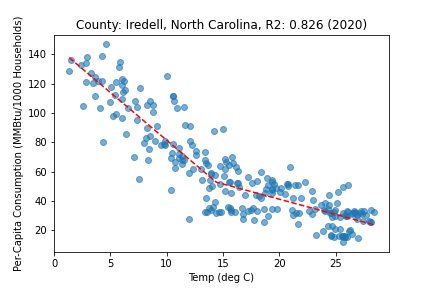 County: Iredell, North Carolina, R2: 0.826 (2020)
Per-Capita Consumption (MMBtu/1000 Households)
140
120
100
80
60
40
20
0 5 10 15 20 25
Temp (deg C)